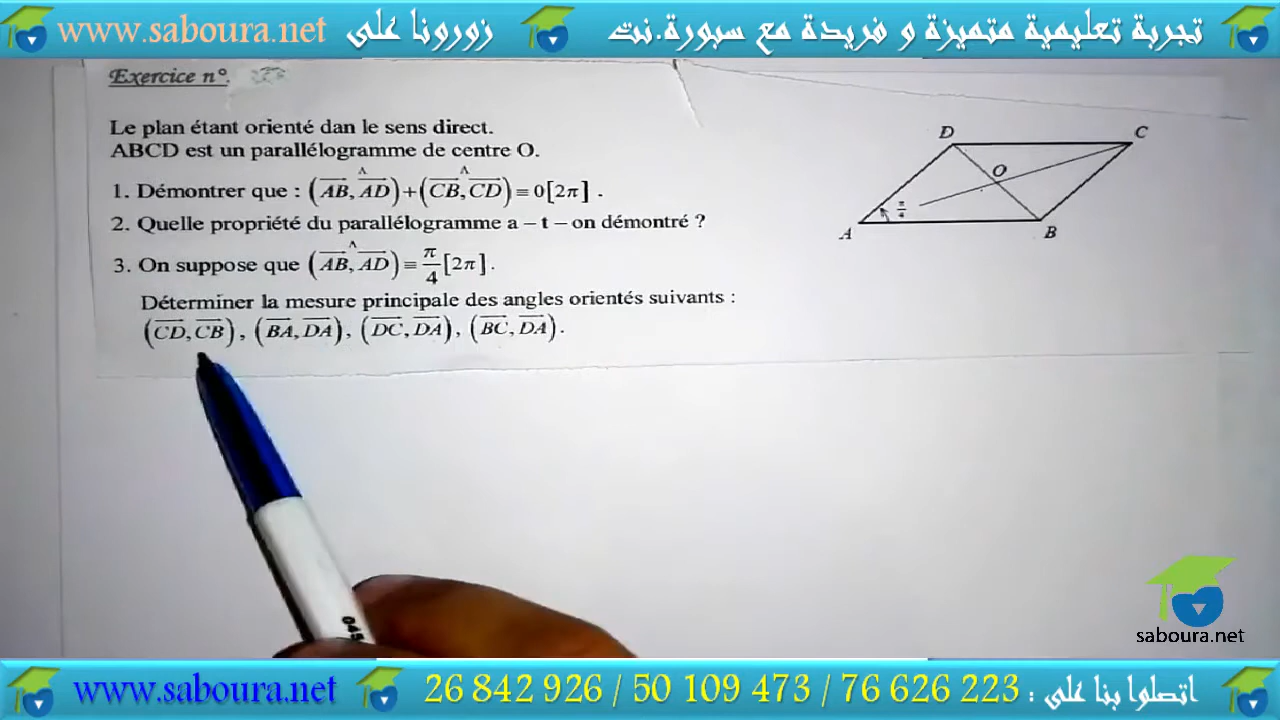 www.saboura.net زورونا على تجربة تعليمية متميزة و فريدة مع سبورة.نت
Exercice n°.
Le plan étant orienté dan le sens direct.
ABCD est un parallélogramme de centre O.
1. Démontrer que : (AB, AD) + (CB, CD) ≡ 0[2π] .
2. Quelle propriété du parallélogramme a – t – on démontré ?
3. On suppose que (AB, AD) ≡ π/4 [2π] .
Déterminer la mesure principale des angles orientés suivants :
(CD, CB) , (BA, DA) , (DC, DA) , (BC, DA) .
D C
O
π/4
A B
045
saboura.net
www.saboura.net 26 842 926 / 50 109 473 / 76 626 223 : اتصلوا بنا على